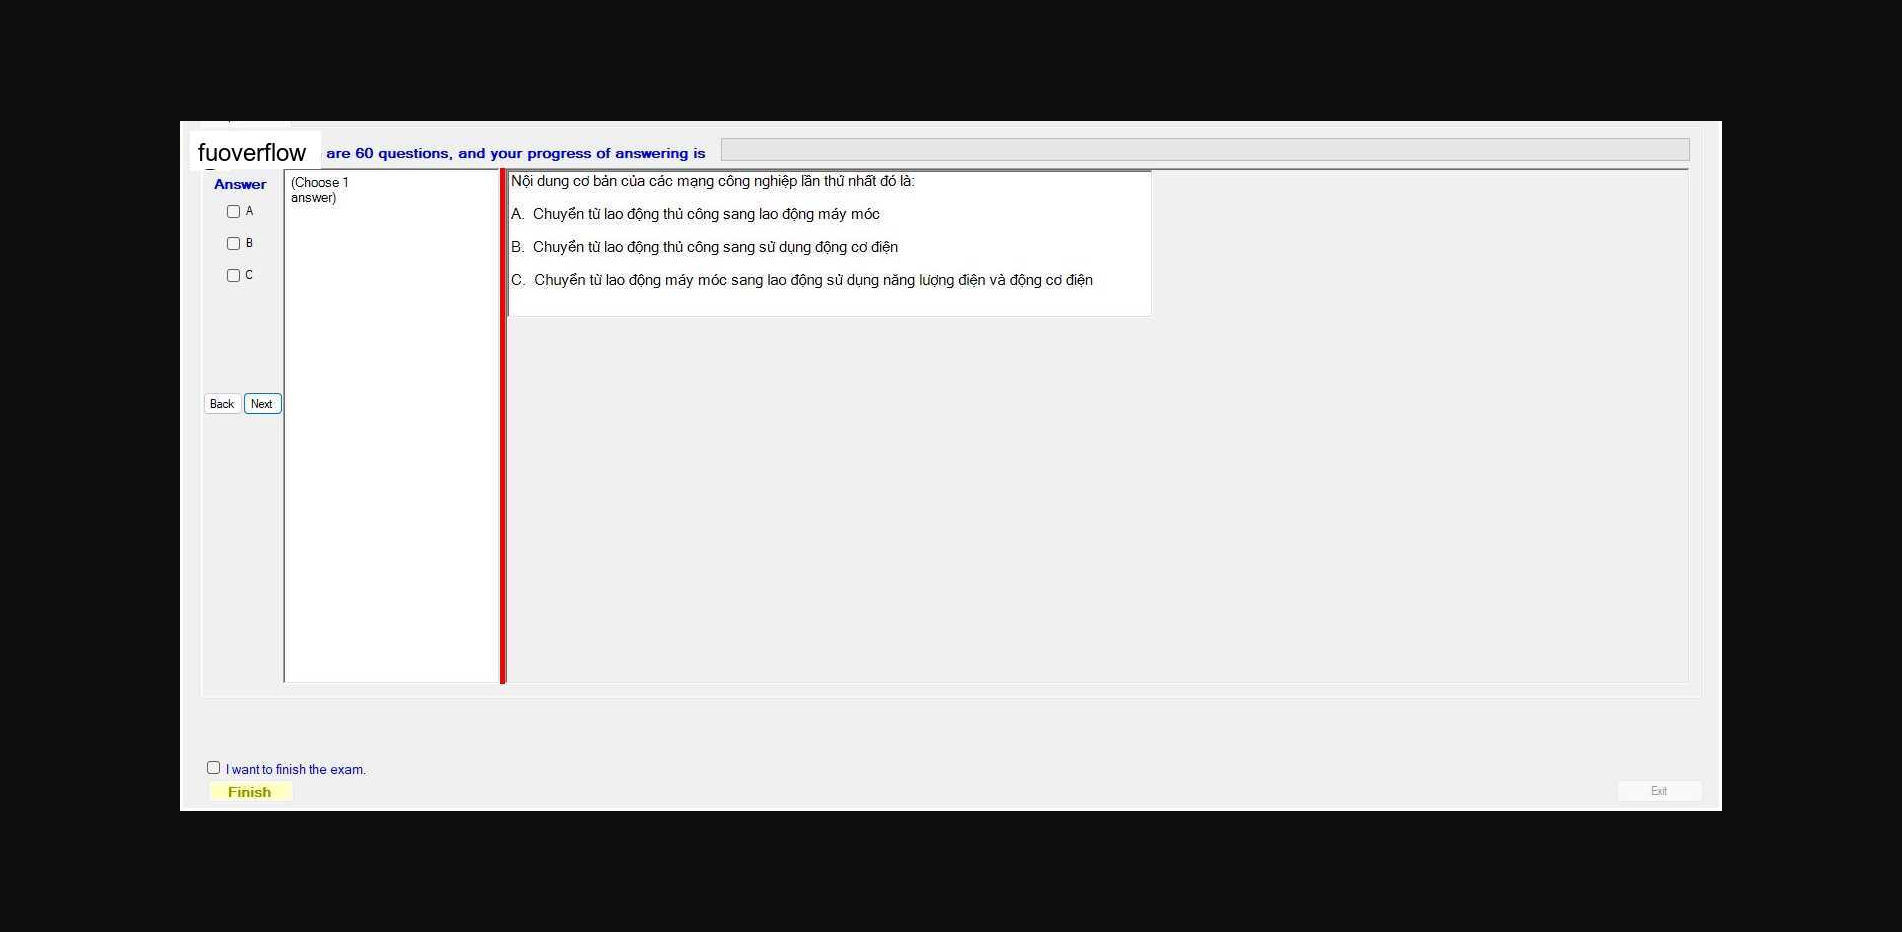 fuoverflow are 60 questions, and your progress of answering is
Answer
A
B
C
Back Next
(Choose 1
answer)
Nội dung cơ bản của các mạng công nghiệp lần thứ nhất đó là:
A. Chuyển từ lao động thủ công sang lao động máy móc
B. Chuyển từ lao động thủ công sang sử dụng động cơ điện
C. Chuyển từ lao động máy móc sang lao động sử dụng năng lượng điện và động cơ điện
I want to finish the exam.
Finish
Exit